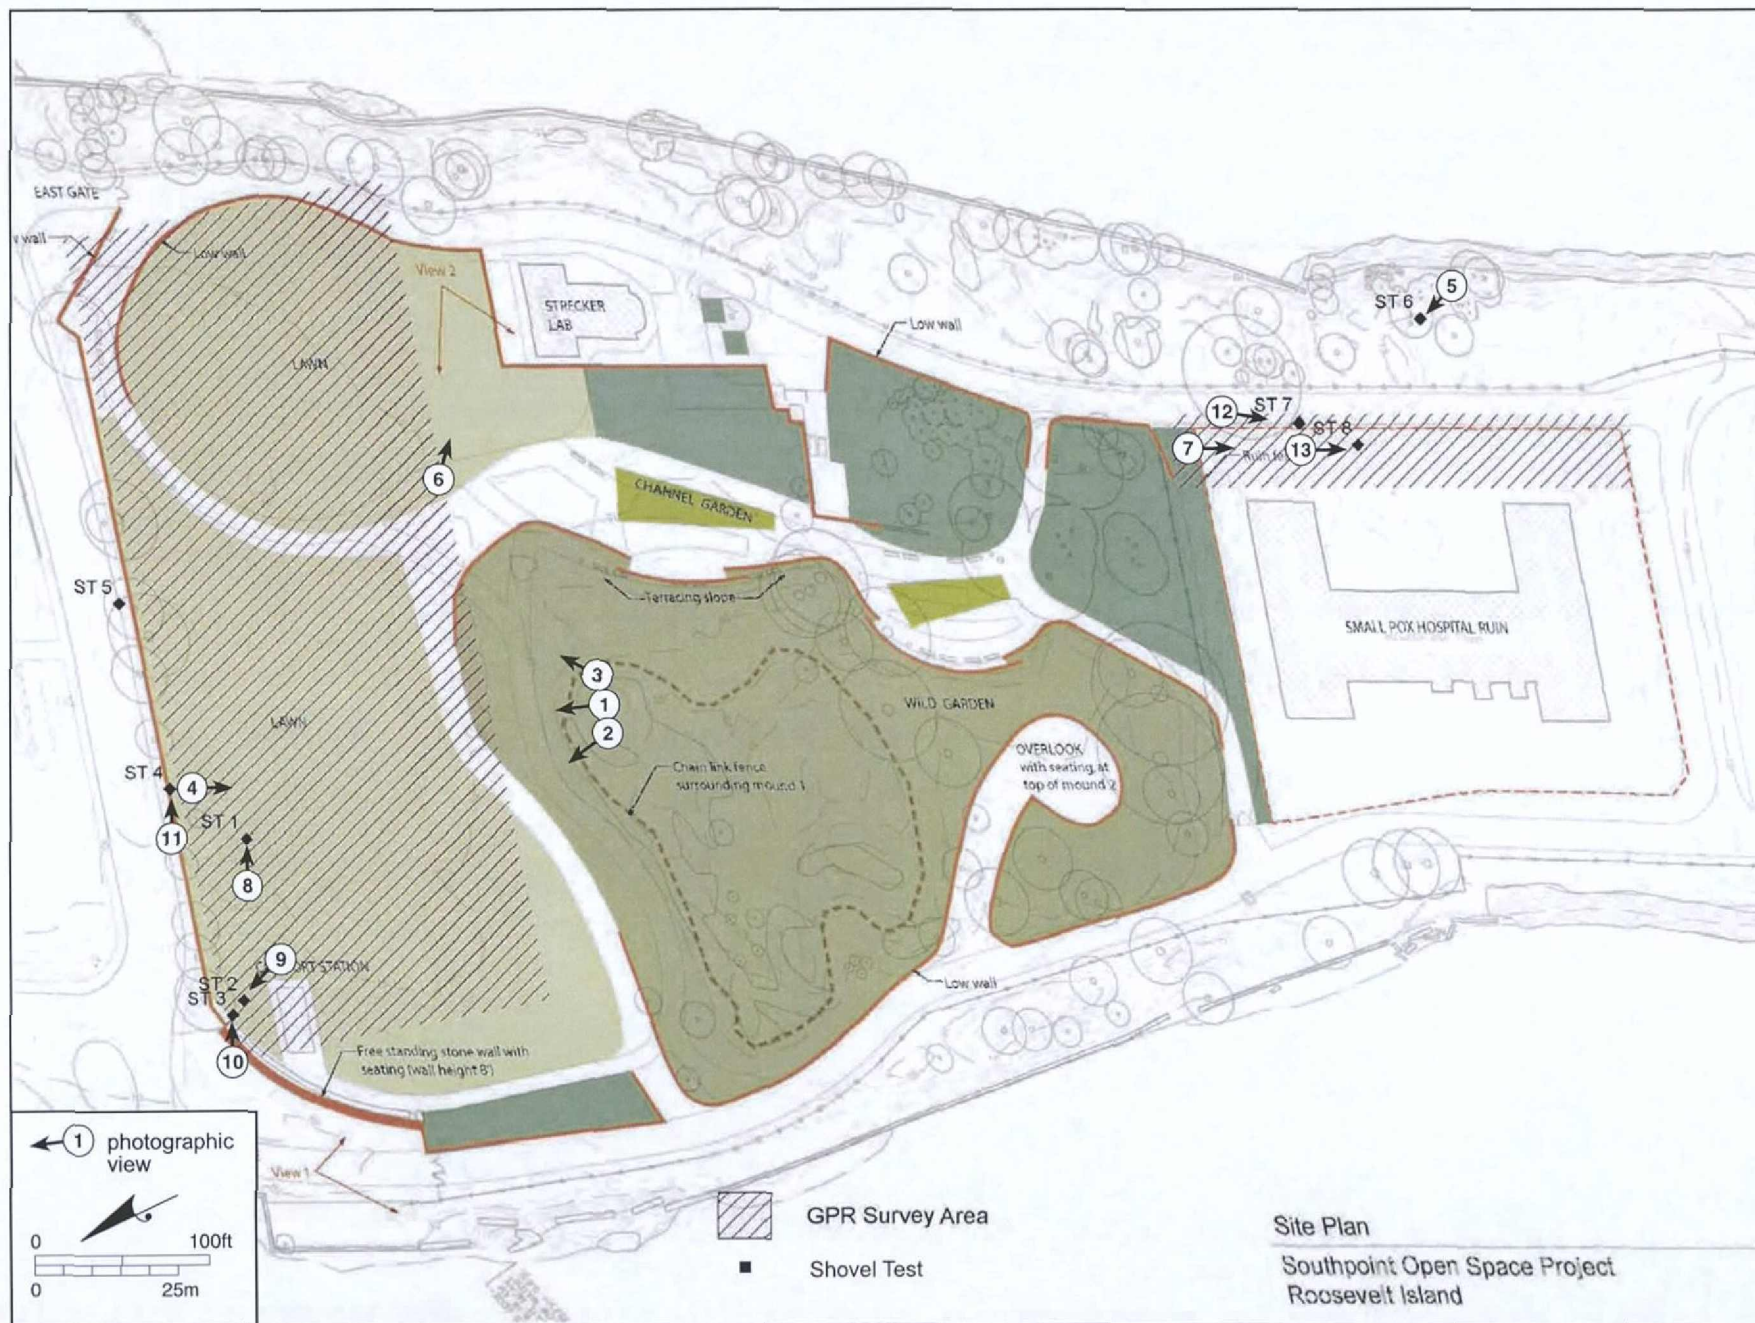 EAST GATE
wall
Low wall
View 2
STRECKER
LAB
LAWN
Low wall
ST 6
5
12
ST 7
7
ST 8
13
6
CHANNEL GARDEN
ST 5
Terracing slope
SMALL POX HOSPITAL RUIN
3
1
2
WILD GARDEN
LAWN
OVERLOOK
with seating, at
top of mound 2
Chain link fence
surrounding mound 1
ST 4
4
ST 1
11
8
9
ORT STATION
ST 2
ST 3
10
Low wall
Free standing stone wall with
seating (wall height 8')
View 1
1 photographic
view
0 100ft
0 25m
GPR Survey Area
Shovel Test
Site Plan
Southpoint Open Space Project
Roosevelt Island